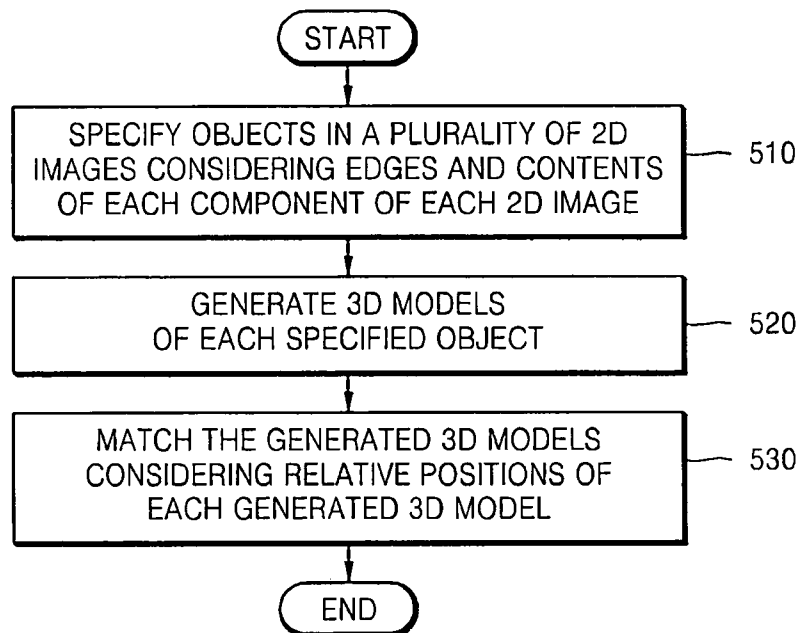 START
SPECIFY OBJECTS IN A PLURALITY OF 2D
IMAGES CONSIDERING EDGES AND CONTENTS
OF EACH COMPONENT OF EACH 2D IMAGE
510
GENERATE 3D MODELS
OF EACH SPECIFIED OBJECT
520
MATCH THE GENERATED 3D MODELS
CONSIDERING RELATIVE POSITIONS OF
EACH GENERATED 3D MODEL
530
END